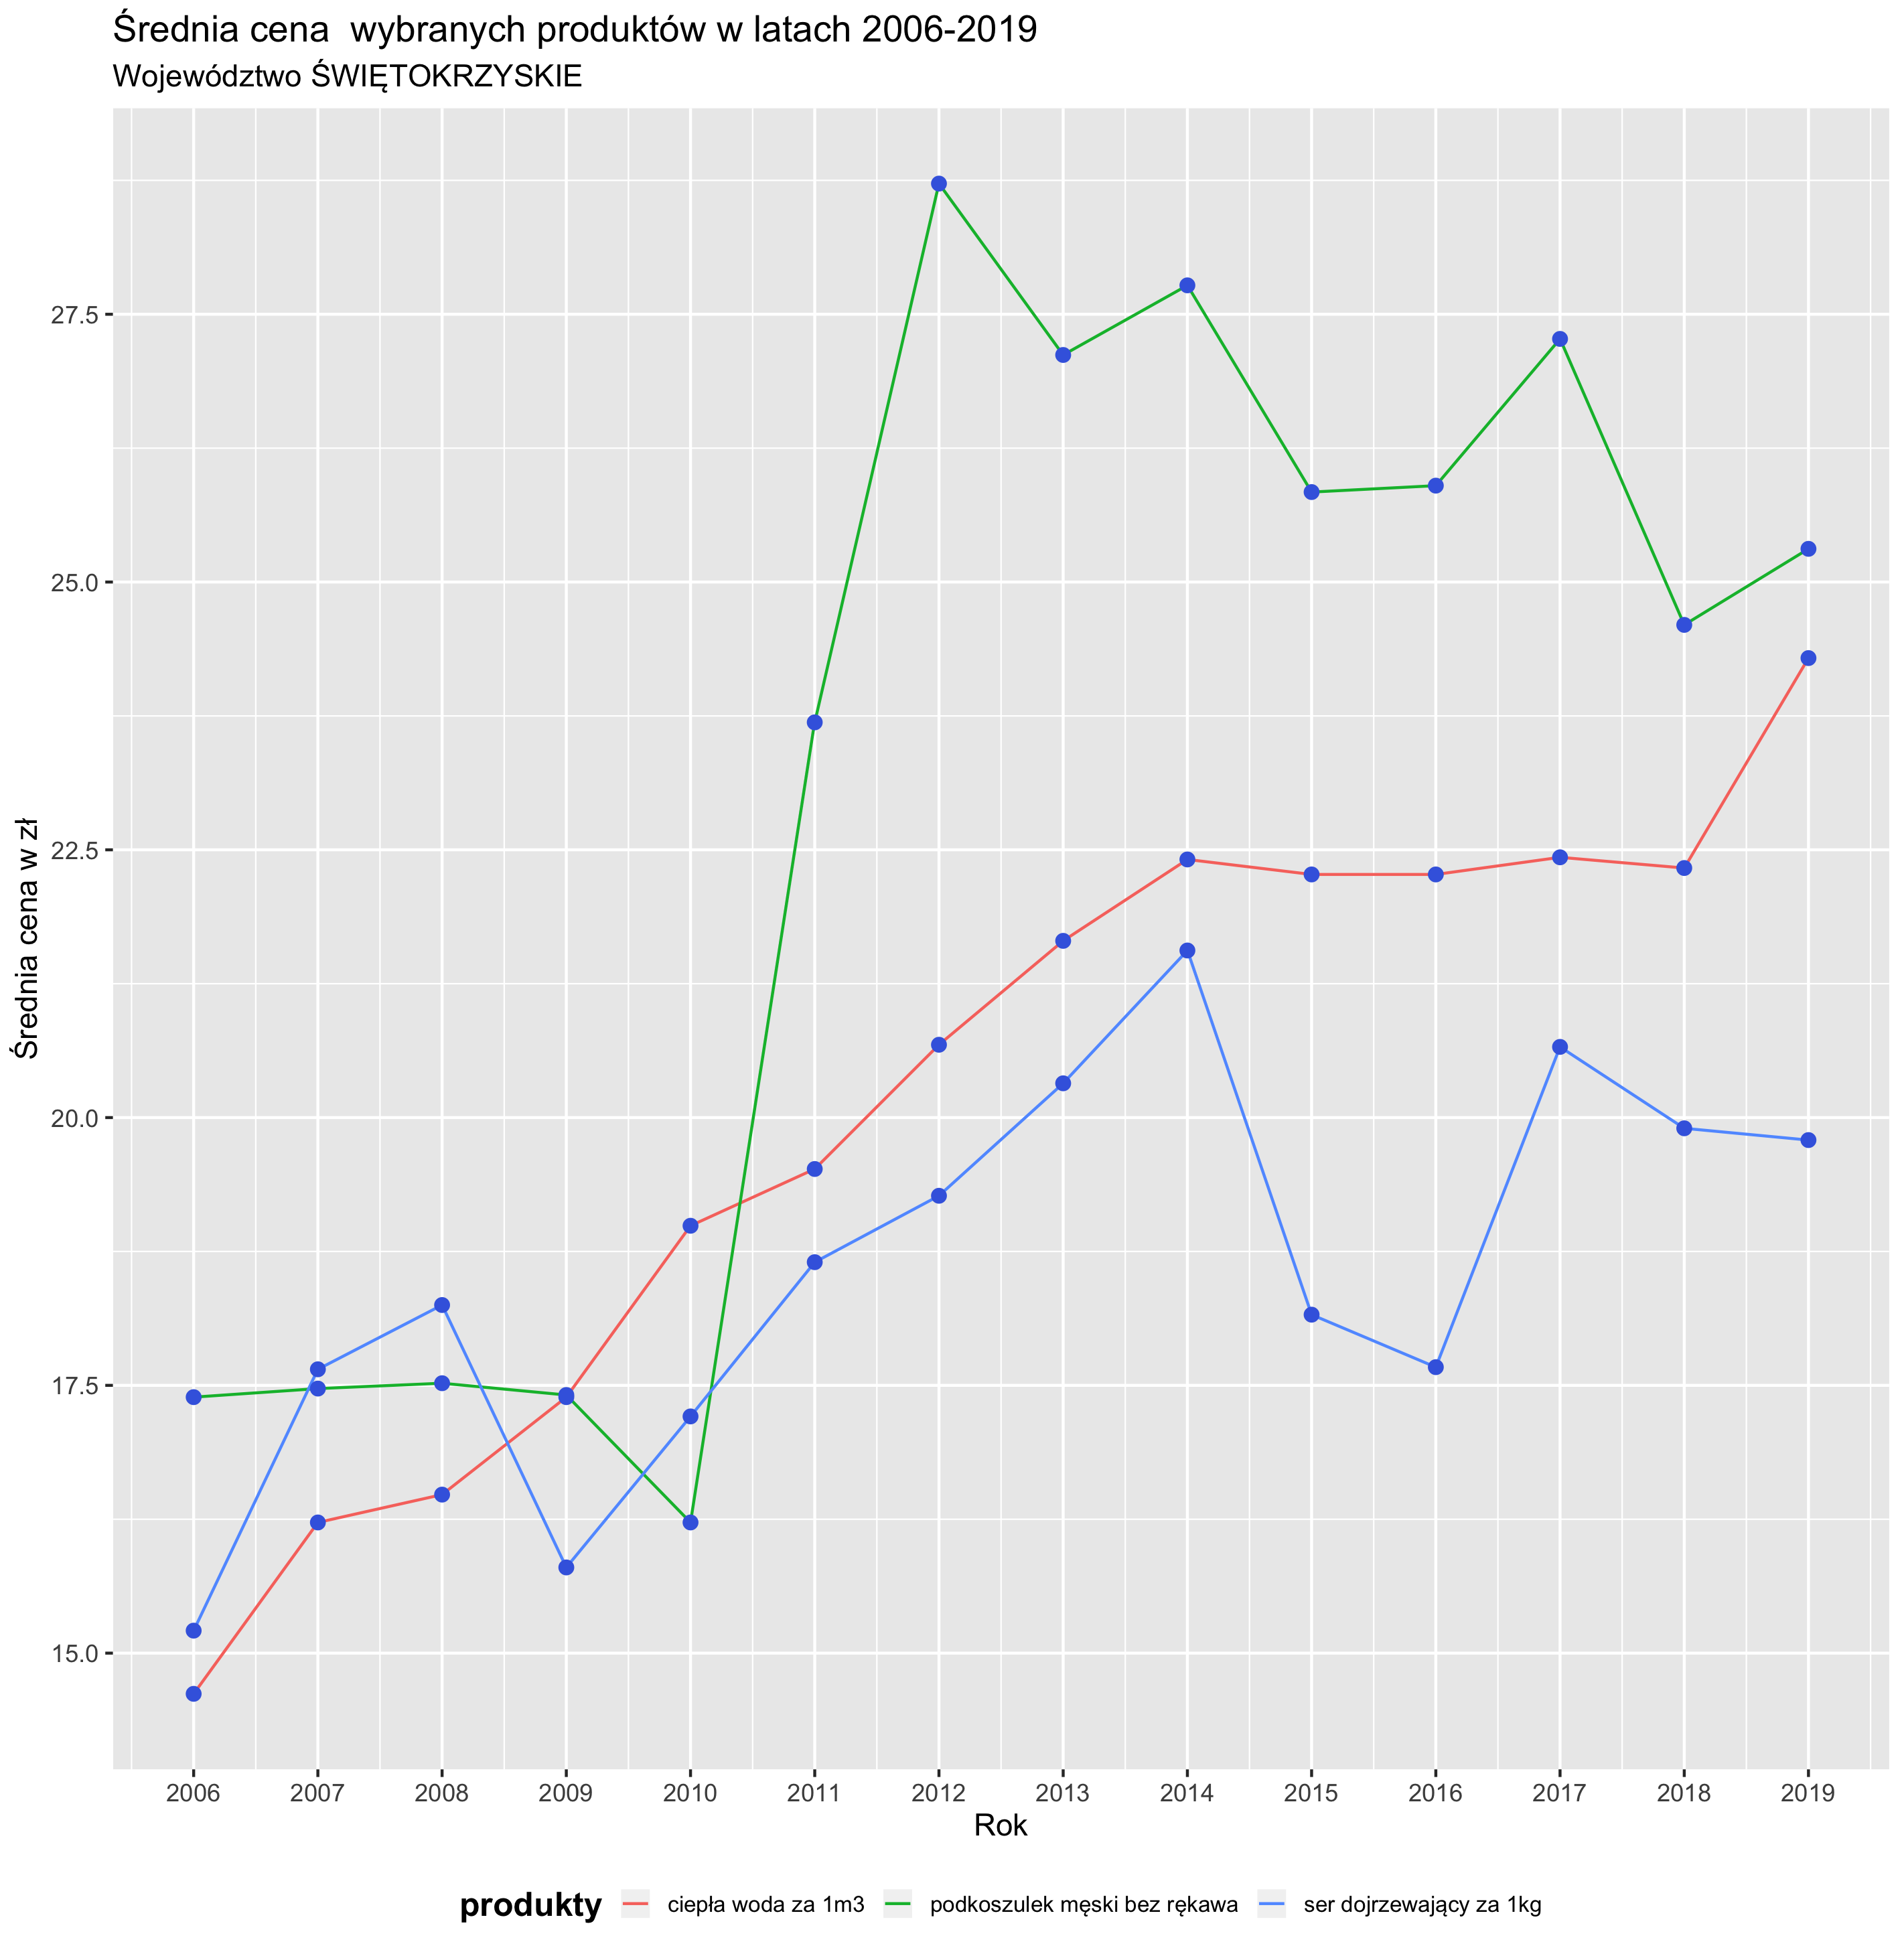 Średnia cena  wybranych produktów w latach 2006-2019
Województwo ŚWIĘTOKRZYSKIE
Średnia cena w zł
27.5
25.0
22.5
20.0
17.5
15.0
2006 2007 2008 2009 2010 2011 2012 2013 2014 2015 2016 2017 2018 2019
Rok
produkty ciepła woda za 1m3 podkoszulek męski bez rękawa ser dojrzewający za 1kg